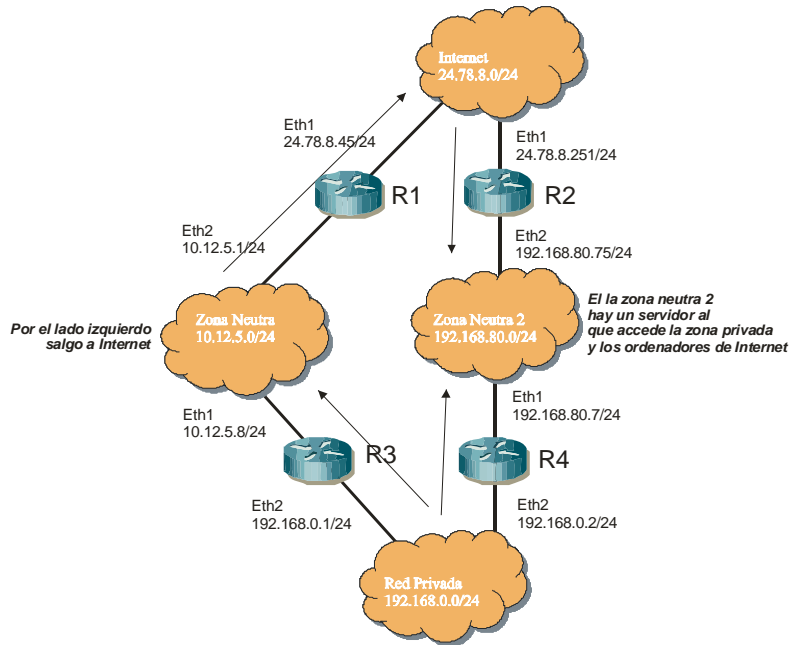 Internet
24.78.8.0/24
Eth1
24.78.8.45/24
Eth1
24.78.8.251/24
R1
R2
Eth2
10.12.5.1/24
Eth2
192.168.80.75/24
Por el lado izquierdo
salgo a Internet
Zona Neutra
10.12.5.0/24
Zona Neutra 2
192.168.80.0/24
El la zona neutra 2
hay un servidor al
que accede la zona privada
y los ordenadores de Internet
Eth1
10.12.5.8/24
Eth1
192.168.80.7/24
R3
R4
Eth2
192.168.0.1/24
Eth2
192.168.0.2/24
Red Privada
192.168.0.0/24